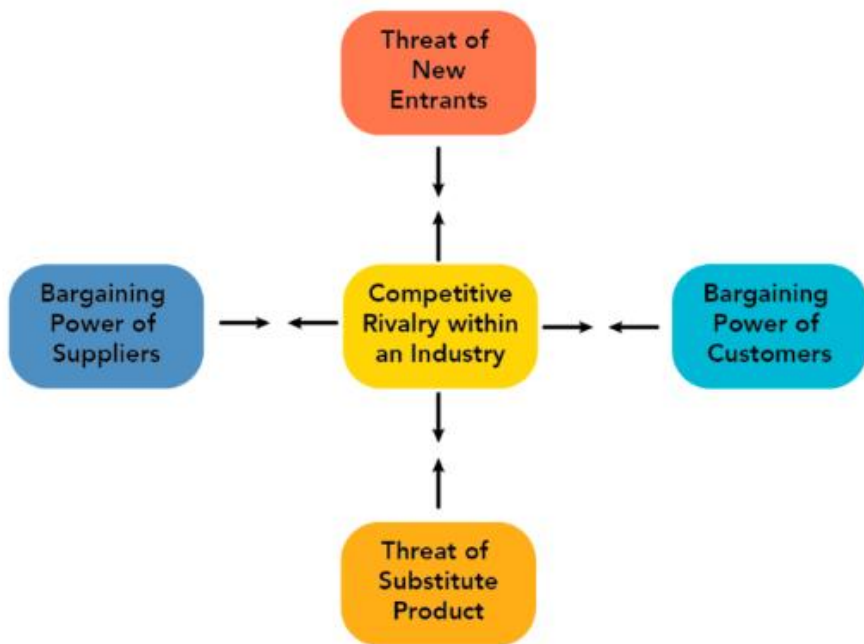 Threat of
New
Entrants
Bargaining
Power of
Suppliers
Competitive
Rivalry within
an Industry
Bargaining
Power of
Customers
Threat of
Substitute
Product